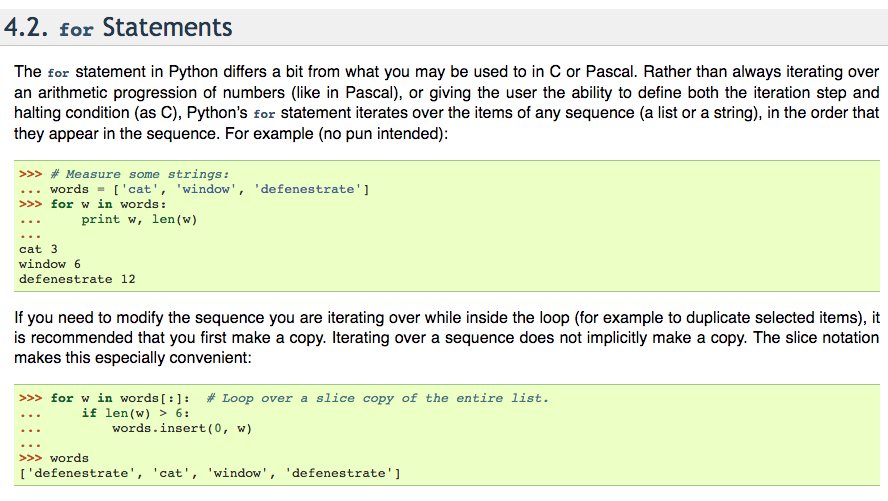 4.2. for Statements
The for statement in Python differs a bit from what you may be used to in C or Pascal. Rather than always iterating over
an arithmetic progression of numbers (like in Pascal), or giving the user the ability to define both the iteration step and
halting condition (as C), Python's for statement iterates over the items of any sequence (a list or a string), in the order that
they appear in the sequence. For example (no pun intended):
>>> # Measure some strings:
... words = ['cat', 'window', 'defenestrate']
>>> for w in words:
...     print w, len(w)
...
cat 3
window 6
defenestrate 12
If you need to modify the sequence you are iterating over while inside the loop (for example to duplicate selected items), it
is recommended that you first make a copy. Iterating over a sequence does not implicitly make a copy. The slice notation
makes this especially convenient:
>>> for w in words[:]:  # Loop over a slice copy of the entire list.
...     if len(w) > 6:
...         words.insert(0, w)
...
>>> words
['defenestrate', 'cat', 'window', 'defenestrate']